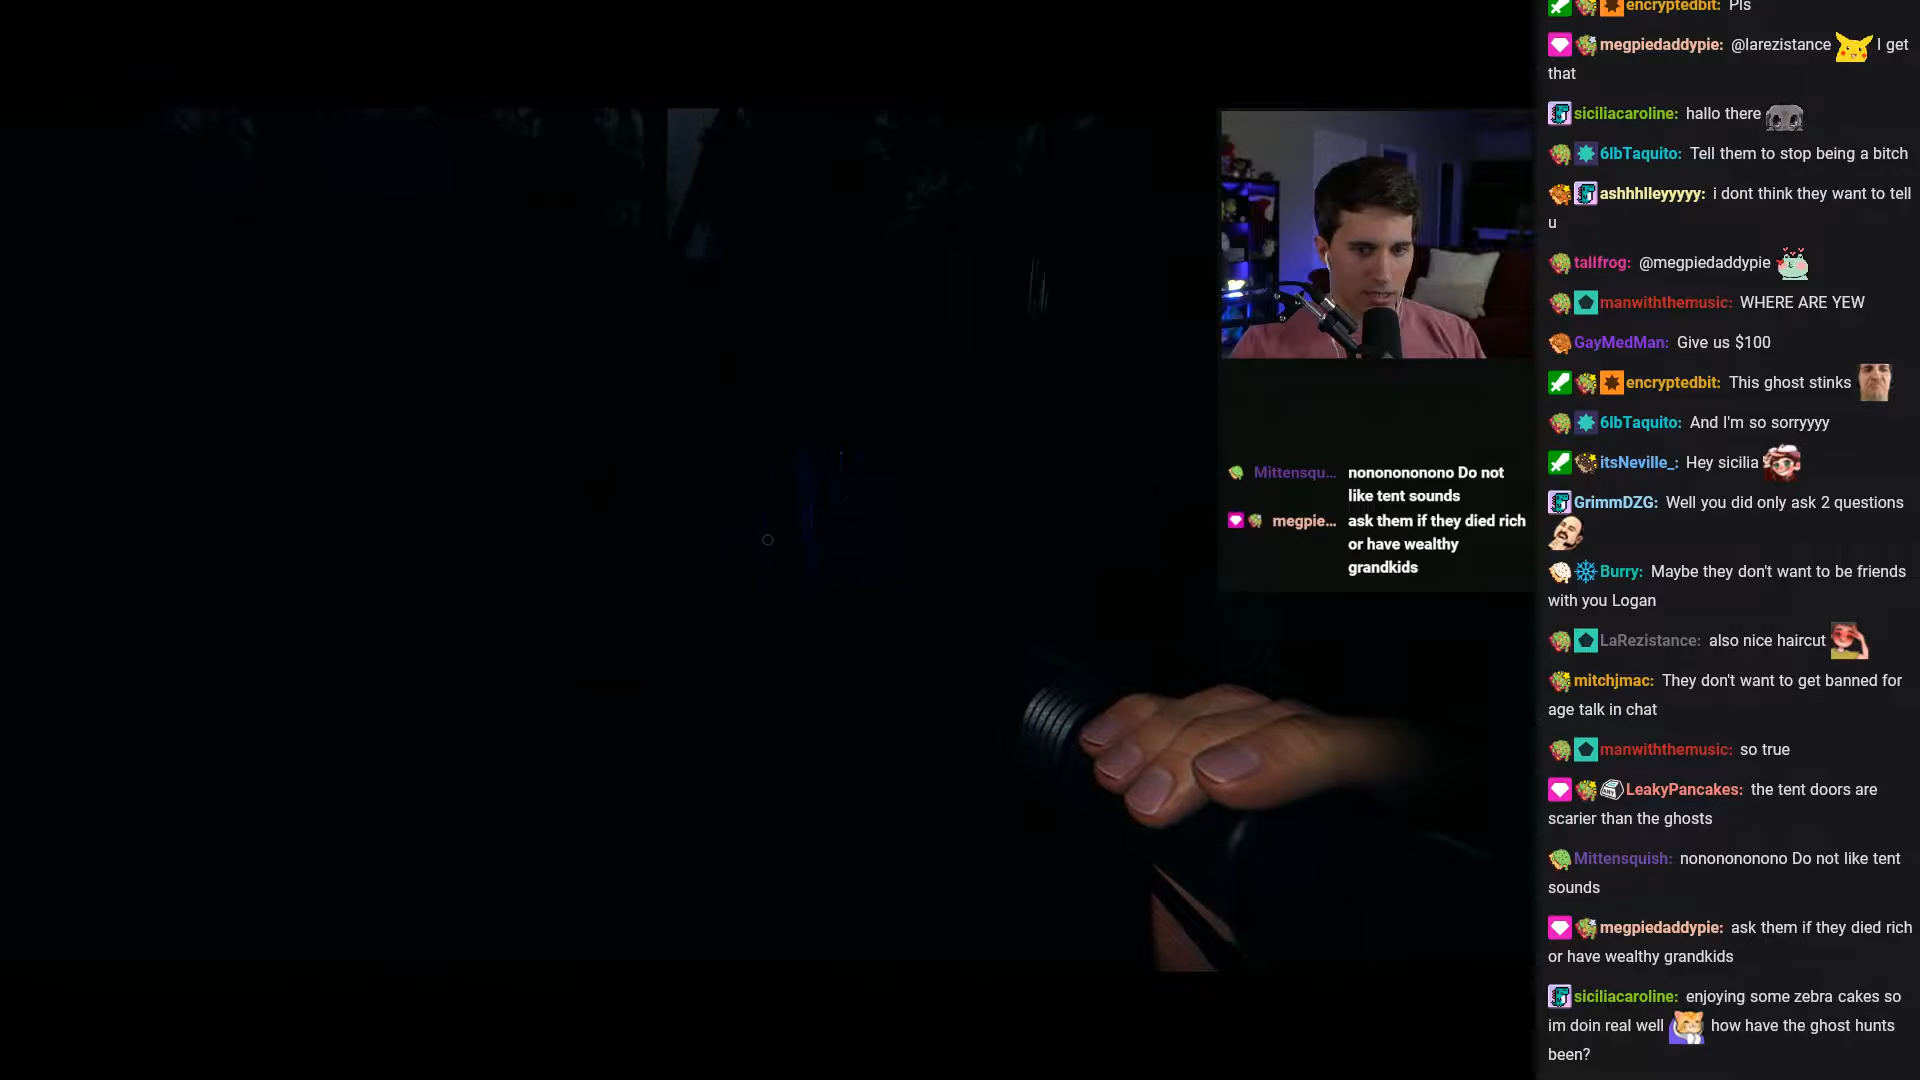 nononononono Do not
like tent sounds
Mittensqu...
megpie...
ask them if they died rich
or have wealthy
grandkids
encryptedbit: Pls
megpiedaddypie: @larezistance I get
that
siciliacaroline: hallo there
6lbTaquito: Tell them to stop being a bitch
ashhhlleyyyyy: i dont think they want to tell
u
tallfrog: @megpiedaddypie
manwiththemusic: WHERE ARE YEW
GayMedMan: Give us $100
encryptedbit: This ghost stinks
6lbTaquito: And I'm so sorryyyy
itsNeville_: Hey sicilia
GrimmDZG: Well you did only ask 2 questions
Burry: Maybe they don't want to be friends
with you Logan
LaRezistance: also nice haircut
mitchjmac: They don't want to get banned for
age talk in chat
manwiththemusic: so true
LeakyPancakes: the tent doors are
scarier than the ghosts
Mittensquish: nononononono Do not like tent
sounds
megpiedaddypie: ask them if they died rich
or have wealthy grandkids
siciliacaroline: enjoying some zebra cakes so
im doin real well how have the ghost hunts
been?